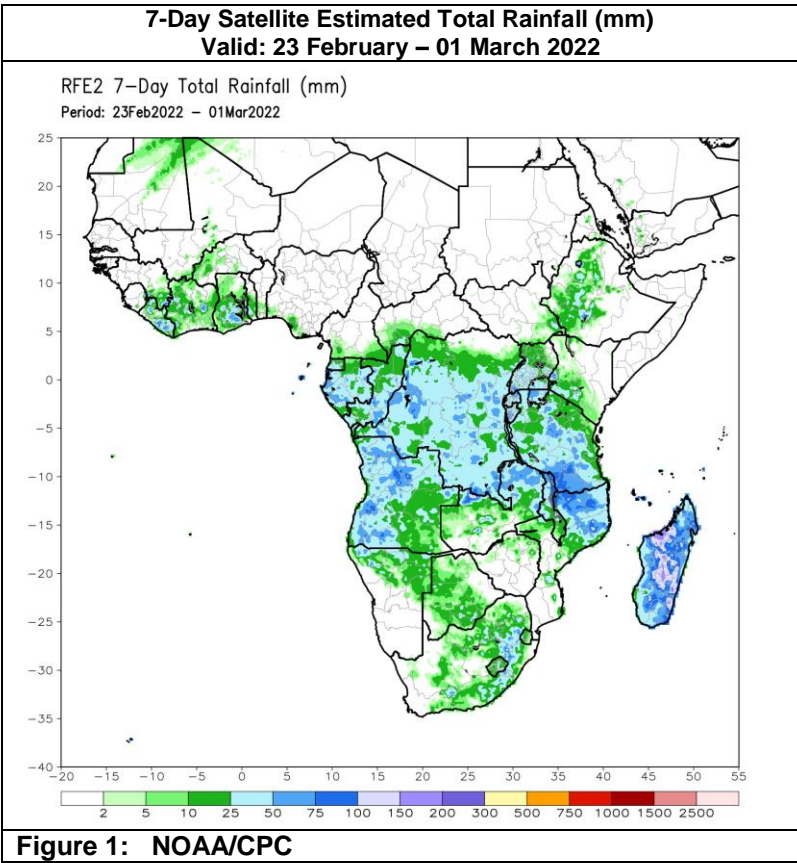 7-Day Satellite Estimated Total Rainfall (mm)
Valid: 23 February – 01 March 2022
RFE2 7-Day Total Rainfall (mm)
Period: 23Feb2022 - 01Mar2022
25
20
15
10
5
0
-5
-10
-15
-20
-25
-30
-35
-40
-20 -15 -10 -5 0 5 10 15 20 25 30 35 40 45 50 55
2 5 10 25 50 75 100 150 200 300 500 750 1000 1500 2500
Figure 1: NOAA/CPC